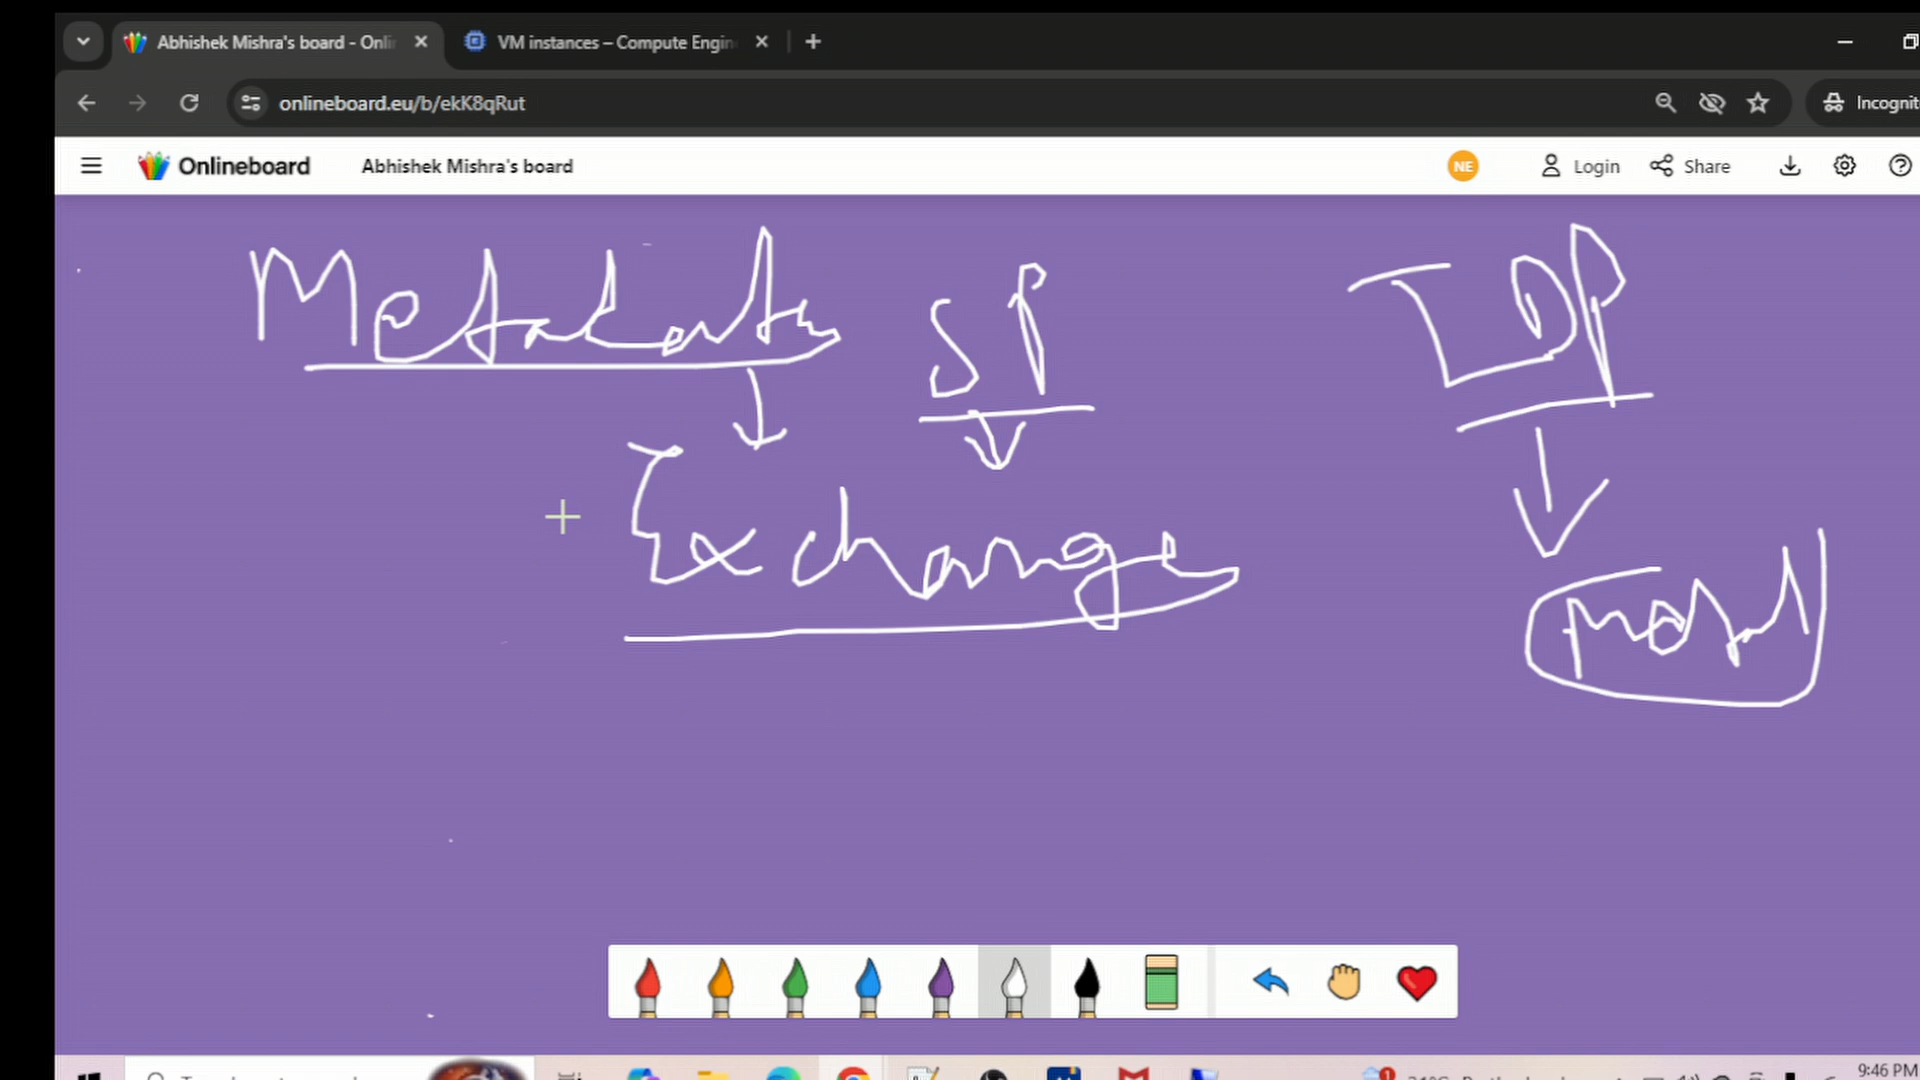 Abhishek Mishra's board - Onli
VM instances – Compute Engin
onlineboard.eu/b/ekK8qRut
Incognit
Onlineboard
Abhishek Mishra's board
NE
Login
Share
Metadata SP IDP
Exchange
9:46 PM